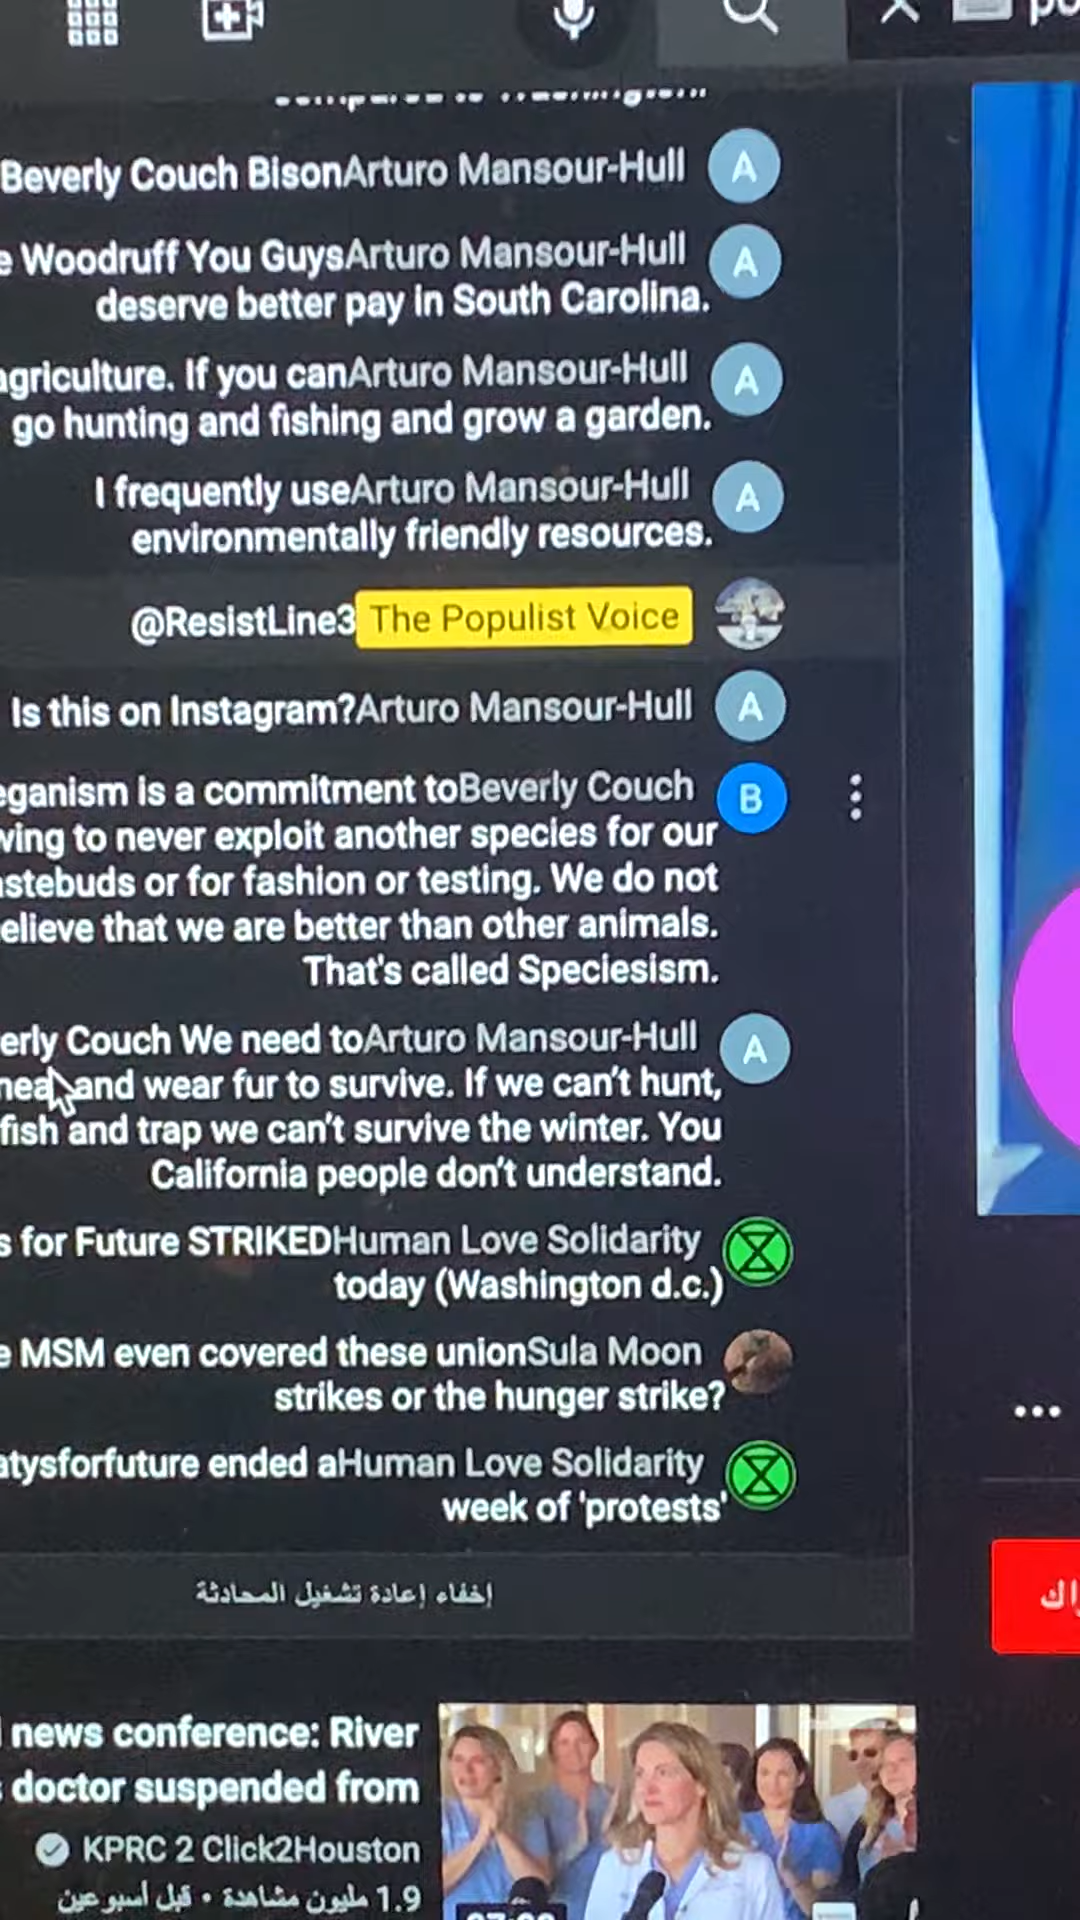 Beverly Couch BisonArturo Mansour-Hull
A
Woodruff You GuysArturo Mansour-Hull
A
deserve better pay in South Carolina.
agriculture. If you canArturo Mansour-Hull
A
go hunting and fishing and grow a garden.
I frequently useArturo Mansour-Hull
A
environmentally friendly resources.
@ResistLine3 The Populist Voice
Is this on Instagram?Arturo Mansour-Hull
A
eganism is a commitment toBeverly Couch
B
ving to never exploit another species for our
astebuds or for fashion or testing. We do not
elieve that we are better than other animals.
That's called Speciesism.
erly Couch We need toArturo Mansour-Hull
A
and wear fur to survive. If we can't hunt,
fish and trap we can't survive the winter. You
California people don't understand.
s for Future STRIKEDHuman Love Solidarity
today (Washington d.c.)
e MSM even covered these unionSula Moon
strikes or the hunger strike?
atysforfuture ended aHuman Love Solidarity
week of 'protests'
إخفاء إعادة تشغيل المحادثة
news conference: River
doctor suspended from
KPRC 2 Click2Houston
1.9 مليون مشاهدة • قبل أسبوعين